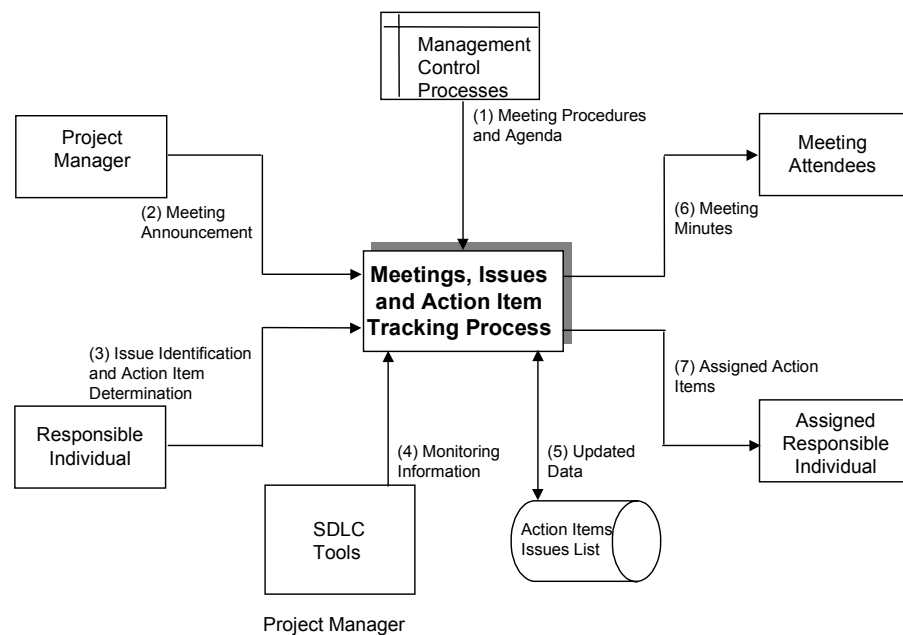 Management
Control
Processes
(1) Meeting Procedures
and Agenda
Project
Manager
(2) Meeting
Announcement
Meeting
Attendees
(6) Meeting
Minutes
Meetings, Issues
and Action Item
Tracking Process
(3) Issue Identification
and Action Item
Determination
Responsible
Individual
(4) Monitoring
Information
(5) Updated
Data
(7) Assigned Action
Items
Assigned
Responsible
Individual
SDLC
Tools
Action Items
Issues List
Project Manager